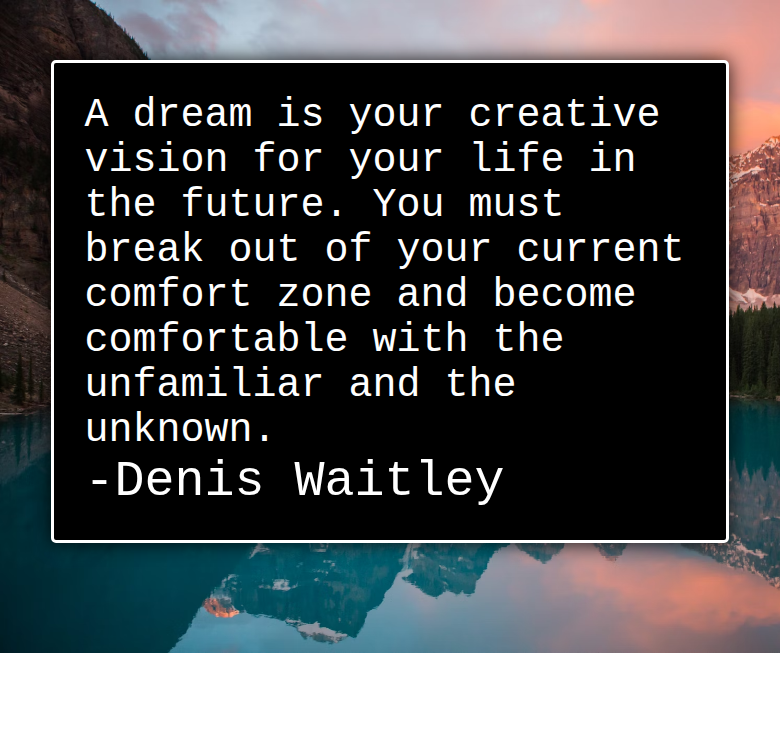 A dream is your creative
vision for your life in
the future. You must
break out of your current
comfort zone and become
comfortable with the
unfamiliar and the
unknown.
-Denis Waitley